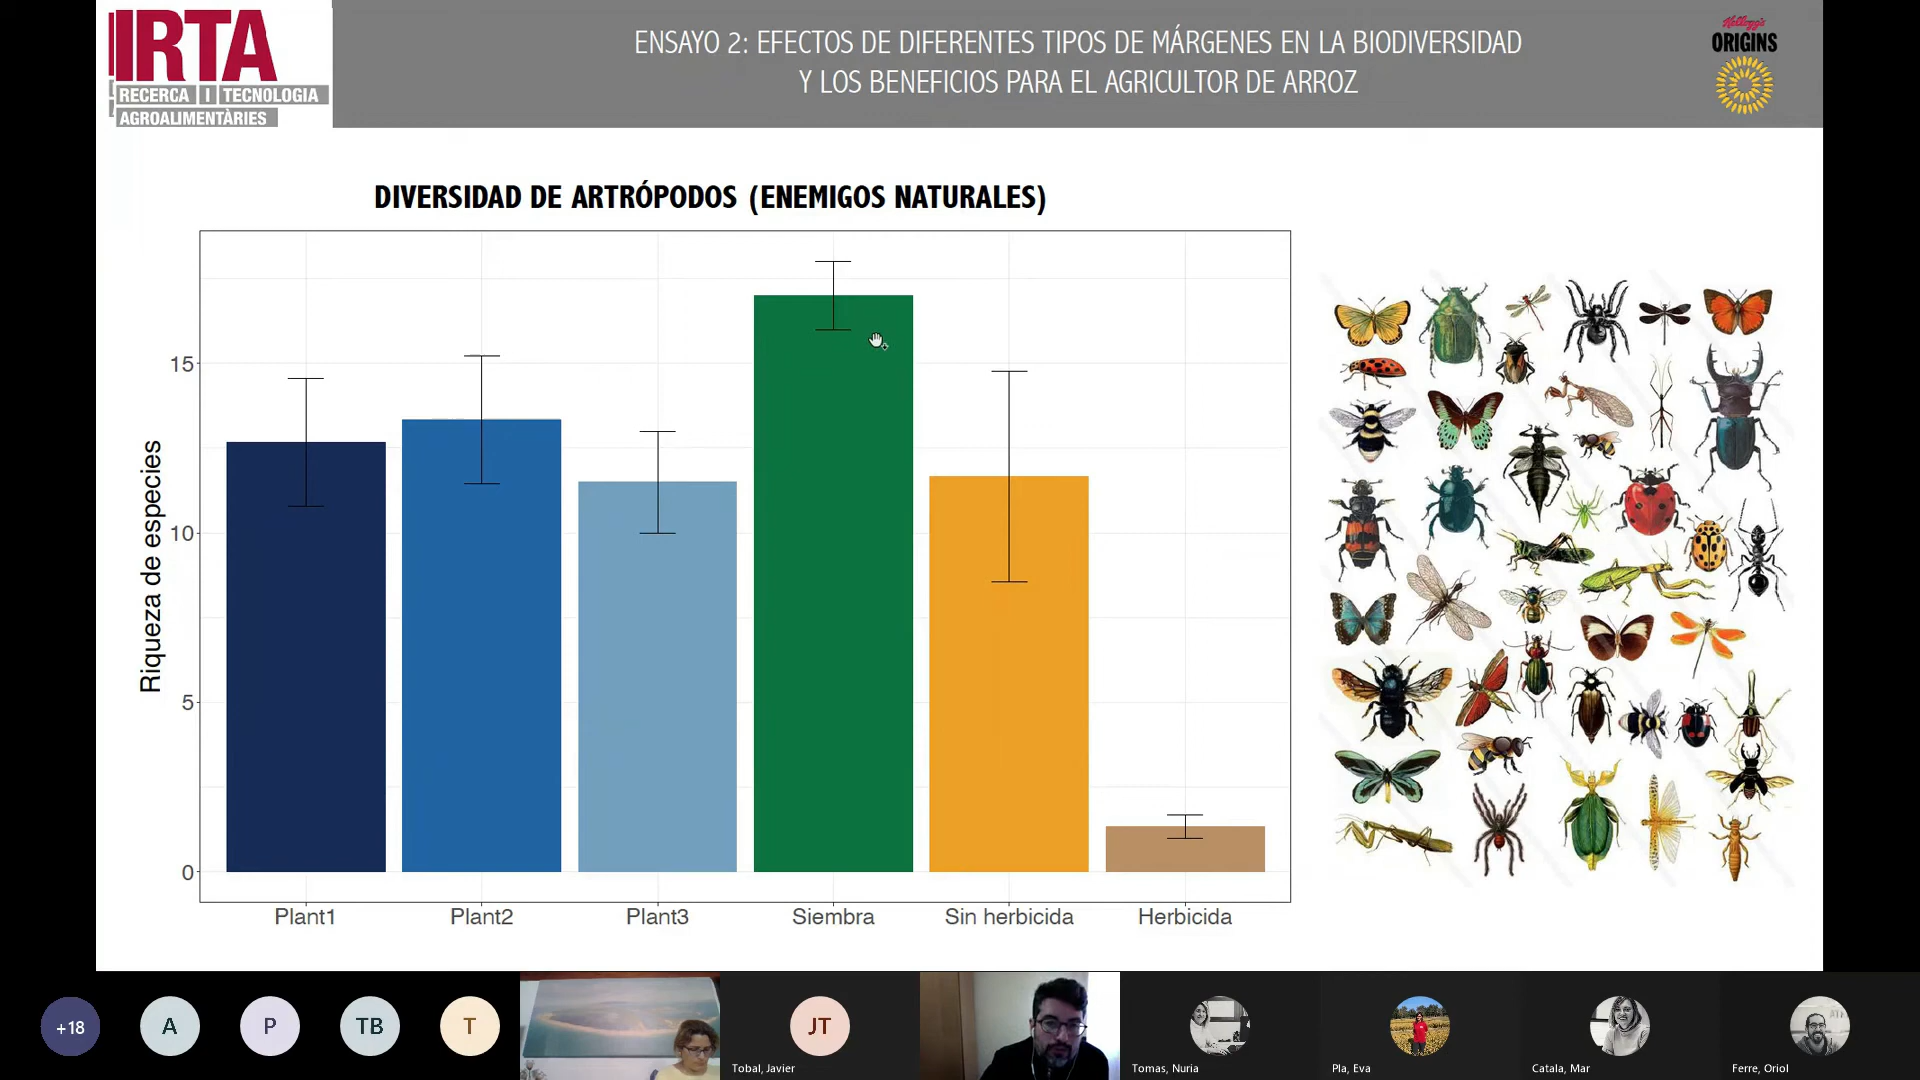 IRTA
RECERCA I TECNOLOGIA
AGROALIMENTÀRIES
ENSAYO 2: EFECTOS DE DIFERENTES TIPOS DE MÁRGENES EN LA BIODIVERSIDAD
Y LOS BENEFICIOS PARA EL AGRICULTOR DE ARROZ
Kellogg's
ORIGINS
DIVERSIDAD DE ARTRÓPODOS (ENEMIGOS NATURALES)
Riqueza de especies
15
10
5
0
Plant1 Plant2 Plant3 Siembra Sin herbicida Herbicida
+18 A P TB T JT
Tobal, Javier Tomas, Nuria Pla, Eva Catala, Mar Ferre, Oriol